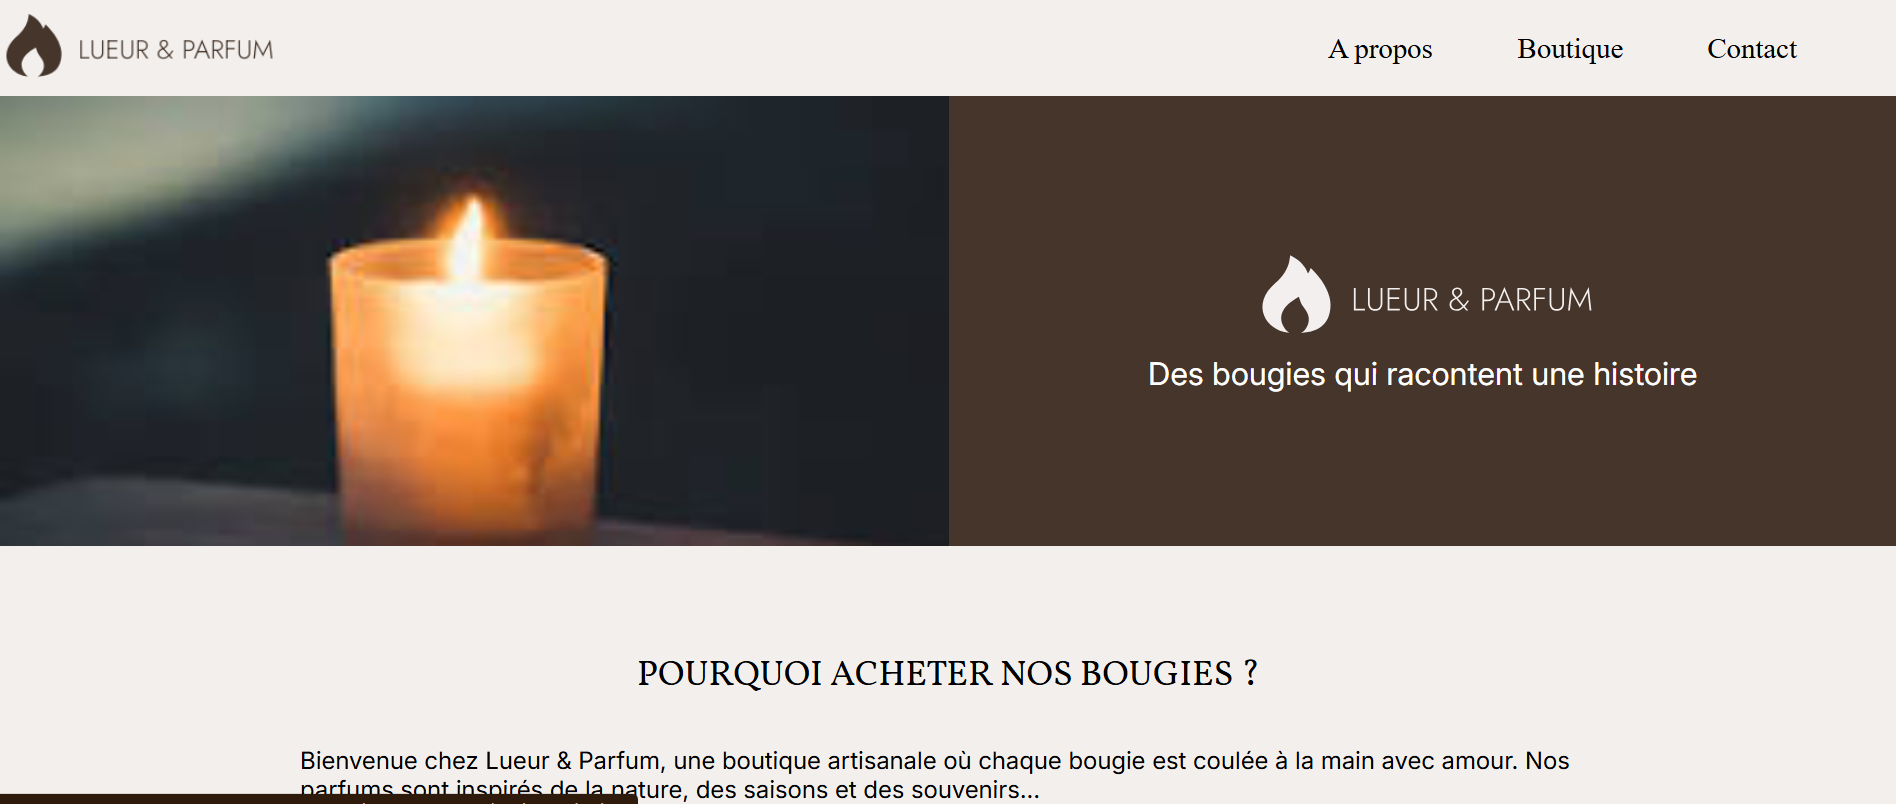 LUEUR & PARFUM
A propos
Boutique
Contact
LUEUR & PARFUM
Des bougies qui racontent une histoire
POURQUOI ACHETER NOS BOUGIES ?
Bienvenue chez Lueur & Parfum, une boutique artisanale où chaque bougie est coulée à la main avec amour. Nos
parfums sont inspirés de la nature, des saisons et des souvenirs...